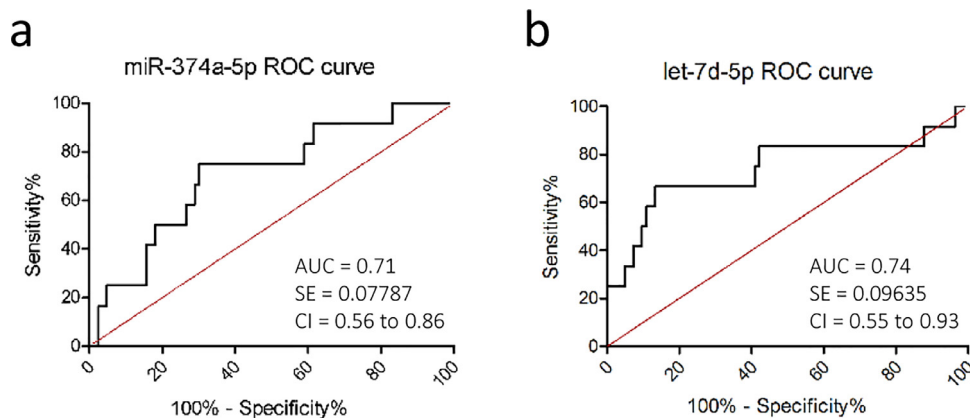 a
miR-374a-5p ROC curve
Sensitivity%
100
80
60
40
20
0
AUC = 0.71
SE = 0.07787
CI = 0.56 to 0.86
0
20
40
60
80
100
100% - Specificity%
b
let-7d-5p ROC curve
Sensitivity%
100
80
60
40
20
0
AUC = 0.74
SE = 0.09635
CI = 0.55 to 0.93
0
20
40
60
80
100
100% - Specificity%